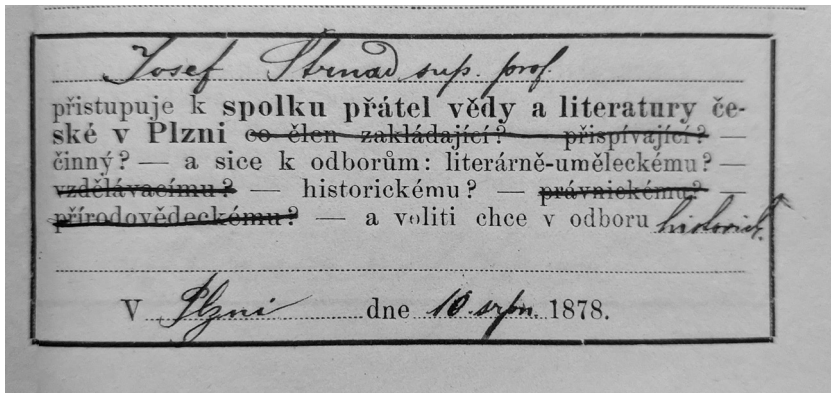 Josef Strnad sup. prof.
přistupuje k spolku přátel vědy a literatury če-
ské v Plzni co člen zakládající? přispívající? —
činný? — a sice k odborům: literárně-uměleckému? —
vzdělávacímu? — historickému? — právnickému? —
přírodovědeckému? — a voliti chce v odboru historick.
V Plzni dne 10 srpn. 1878.